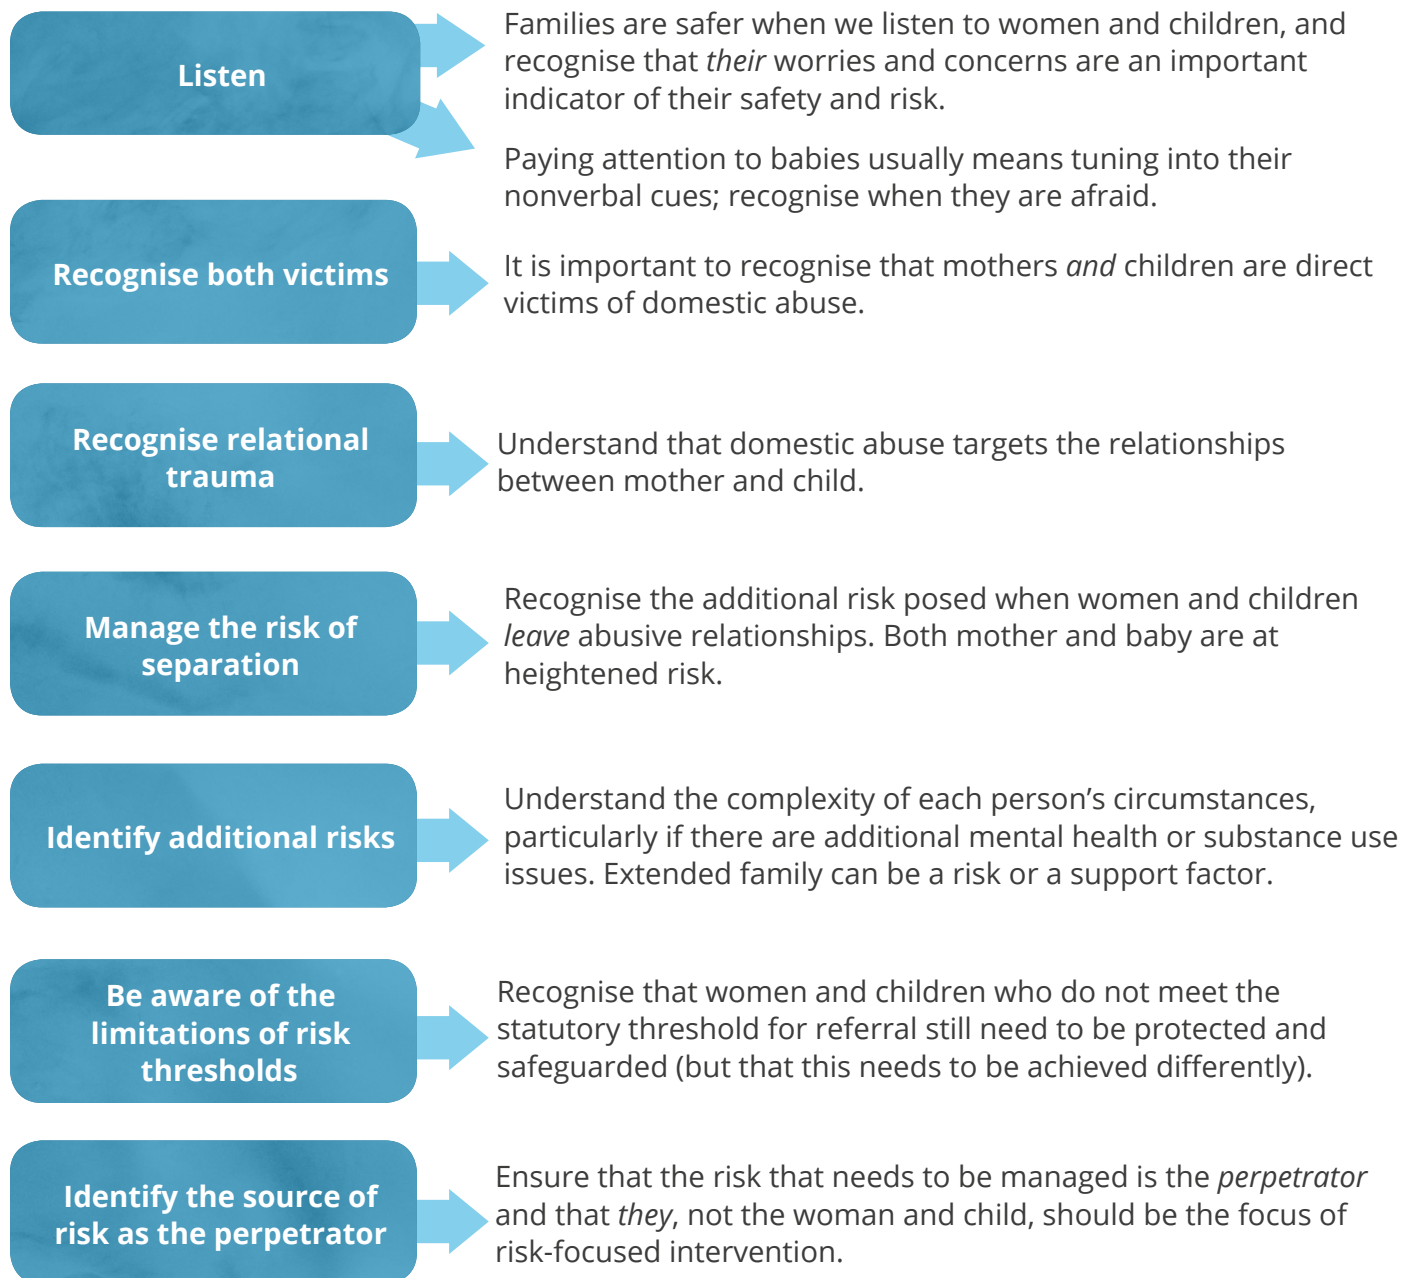 Listen
Families are safer when we listen to women and children, and
recognise that their worries and concerns are an important
indicator of their safety and risk.
Paying attention to babies usually means tuning into their
nonverbal cues; recognise when they are afraid.
Recognise both victims
It is important to recognise that mothers and children are direct
victims of domestic abuse.
Recognise relational
trauma
Understand that domestic abuse targets the relationships
between mother and child.
Manage the risk of
separation
Recognise the additional risk posed when women and children
leave abusive relationships. Both mother and baby are at
heightened risk.
Identify additional risks
Understand the complexity of each person’s circumstances,
particularly if there are additional mental health or substance use
issues. Extended family can be a risk or a support factor.
Be aware of the
limitations of risk
thresholds
Recognise that women and children who do not meet the
statutory threshold for referral still need to be protected and
safeguarded (but that this needs to be achieved differently).
Identify the source of
risk as the perpetrator
Ensure that the risk that needs to be managed is the perpetrator
and that they, not the woman and child, should be the focus of
risk-focused intervention.